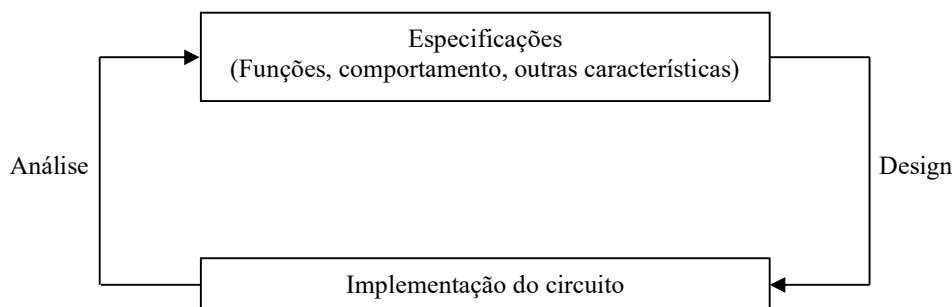 Especificações
(Funções, comportamento, outras características)
Análise
Design
Implementação do circuito